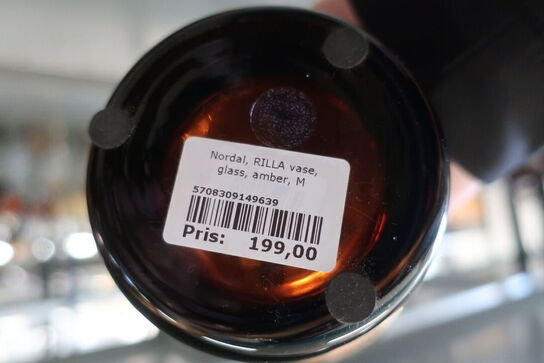 Nordal, RILLA vase,
glass, amber, M
5708309149639
Pris: 199,00